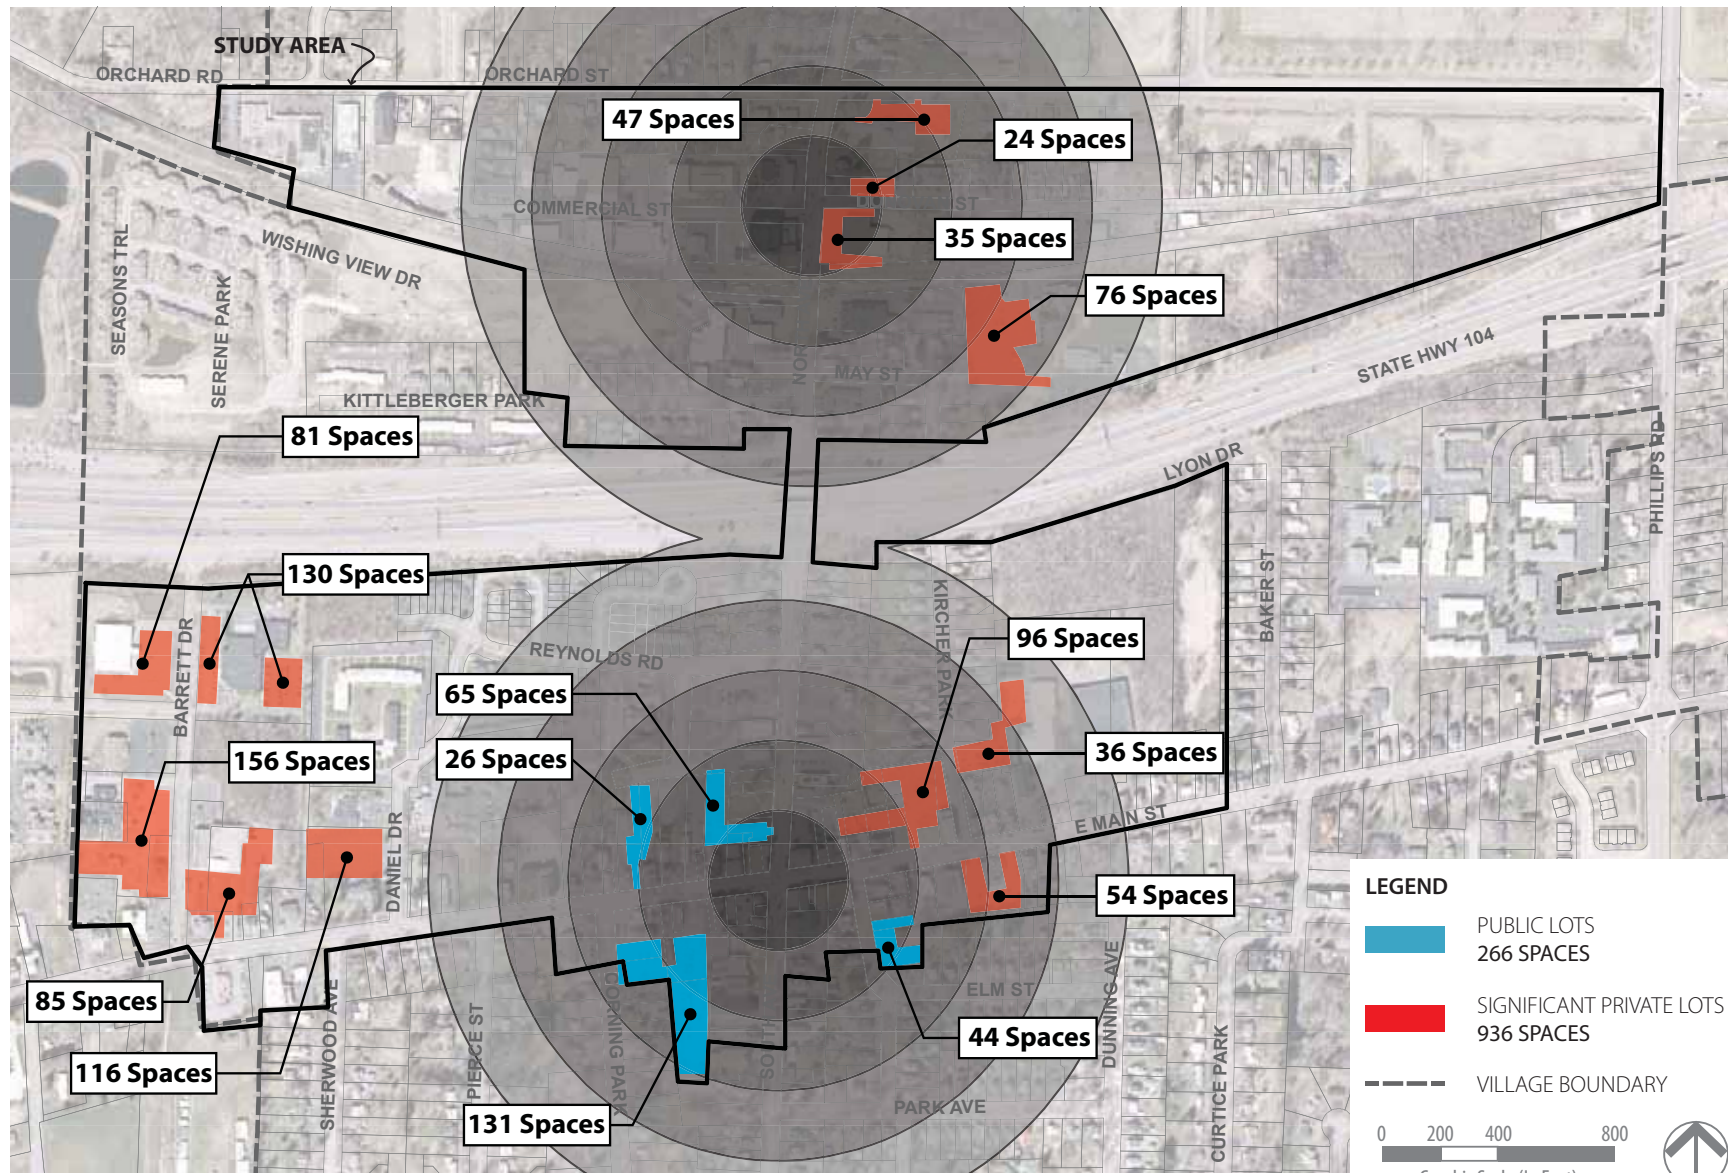 STUDY AREA
ORCHARD RD
ORCHARD ST
47 Spaces
24 Spaces
COMMERCIAL ST
ST
35 Spaces
WISHING VIEW DR
SEASONS TRL
SERENE PARK
76 Spaces
NOR
MAY ST
STATE HWY 104
KITTLEBERGER PARK
81 Spaces
LYON DR
PHILLIPS RD
130 Spaces
BAKER ST
KIRCHER PARK
BARRETT DR
REYNOLDS RD
96 Spaces
65 Spaces
26 Spaces
156 Spaces
36 Spaces
E MAIN ST
DANIEL DR
54 Spaces
85 Spaces
SHERWOOD AVE
PIERCE ST
CORNING PARK
SOUTH
ELM ST
44 Spaces
DUNNING AVE
CURTICE PARK
116 Spaces
131 Spaces
PARK AVE
LEGEND
PUBLIC LOTS
266 SPACES
SIGNIFICANT PRIVATE LOTS
936 SPACES
VILLAGE BOUNDARY
0 200 400 800